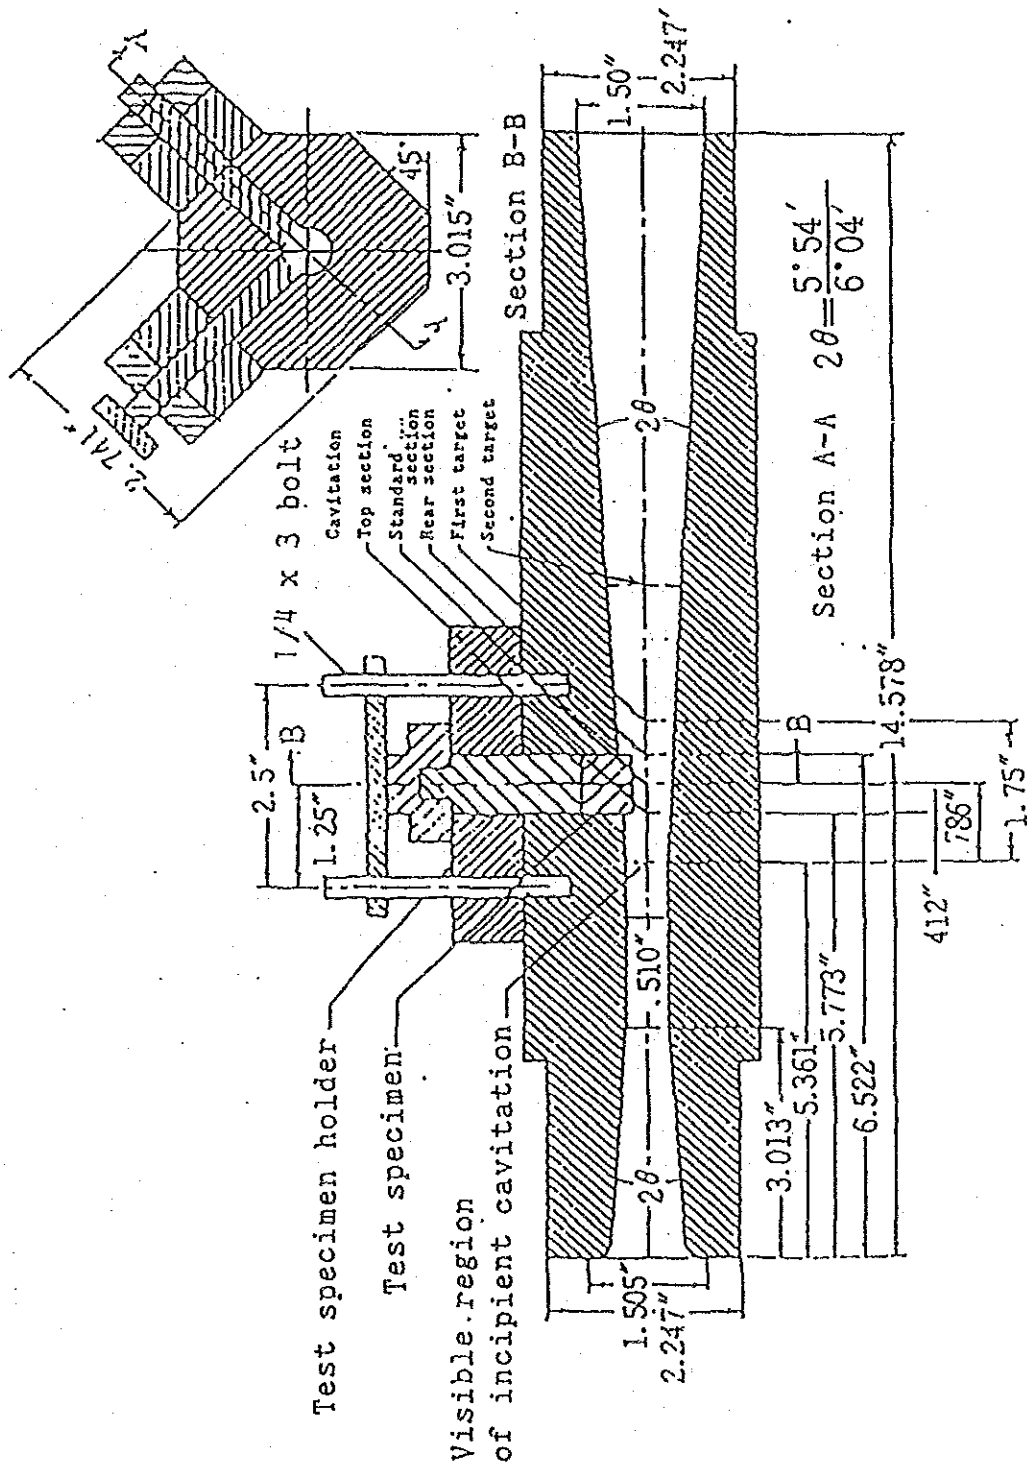 A
A
2.741"
45°
3.015"
Section B-B
1.50"
2.247'
1/4 x 3 bolt
2.5"
B
1.25"
Cavitation
Top section
Standard
section
Rear section
First target
Second target
Test specimen holder
Test specimen
Visible region
of incipient cavitation
1.505"
2.247"
2θ
.510"
2θ
Section A-A 2θ=5°54′/6°04′
3.013"
5.361"
5.773"
6.522"
14.578"
B
412"
786"
1.75"